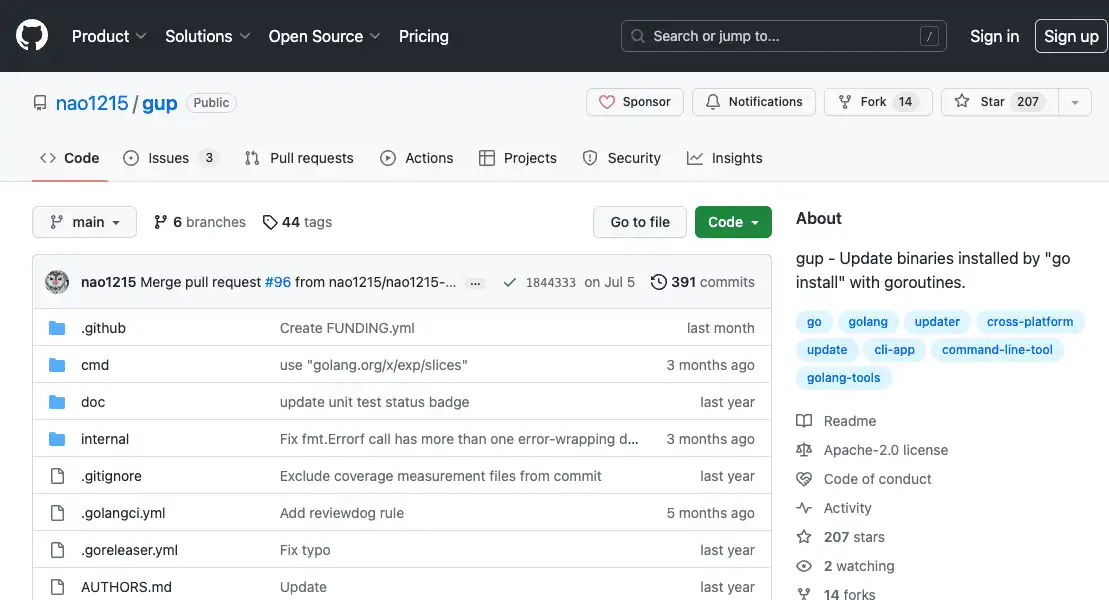 Product Solutions Open Source Pricing Search or jump to... / Sign in Sign up
nao1215 / gup Public Sponsor Notifications Fork 14 Star 207
Code Issues 3 Pull requests Actions Projects Security Insights
main 6 branches 44 tags Go to file Code
nao1215 Merge pull request #96 from nao1215/nao1215-... ... 1844333 on Jul 5 391 commits
.github Create FUNDING.yml last month
cmd use "golang.org/x/exp/slices" 3 months ago
doc update unit test status badge last year
internal Fix fmt.Errorf call has more than one error-wrapping d... 3 months ago
.gitignore Exclude coverage measurement files from commit last year
.golangci.yml Add reviewdog rule 5 months ago
.goreleaser.yml Fix typo last year
AUTHORS.md Update last year
About
gup - Update binaries installed by "go
install" with goroutines.
go golang updater cross-platform
update cli-app command-line-tool
golang-tools
Readme
Apache-2.0 license
Code of conduct
Activity
207 stars
2 watching
14 forks